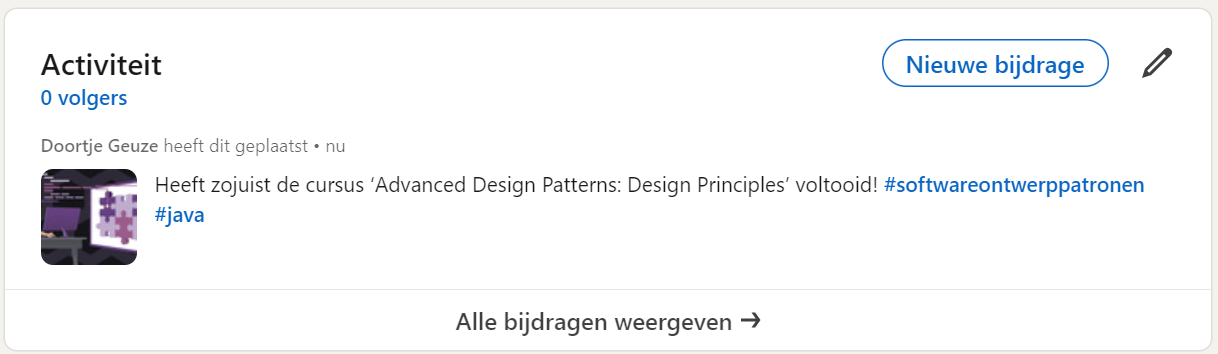 Activiteit
Nieuwe bijdrage
0 volgers
Doortje Geuze heeft dit geplaatst • nu
Heeft zojuist de cursus ‘Advanced Design Patterns: Design Principles’ voltooid! #softwareontwerppatronen
#java
Alle bijdragen weergeven →